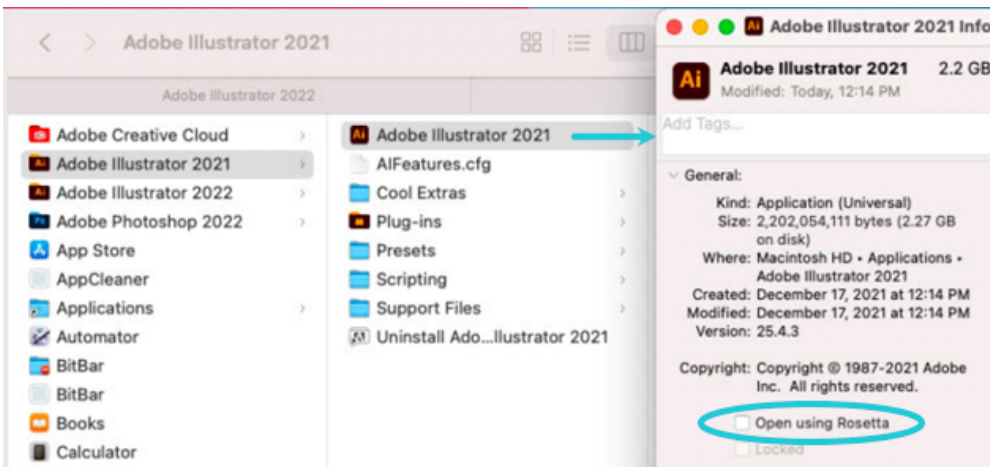 Adobe Illustrator 2021
Adobe Illustrator 2022
Adobe Creative Cloud
Adobe Illustrator 2021
Adobe Illustrator 2022
Adobe Photoshop 2022
App Store
AppCleaner
Applications
Automator
BitBar
BitBar
Books
Calculator
Adobe Illustrator 2021
AIFeatures.cfg
Cool Extras
Plug-ins
Presets
Scripting
Support Files
Uninstall Ado...llustrator 2021
Adobe Illustrator 2021 Info
Ai
Adobe Illustrator 2021 2.2 GB
Modified: Today, 12:14 PM
Add Tags...
General:
Kind: Application (Universal)
Size: 2,202,054,111 bytes (2.27 GB
on disk)
Where: Macintosh HD • Applications •
Adobe Illustrator 2021
Created: December 17, 2021 at 12:14 PM
Modified: December 17, 2021 at 12:14 PM
Version: 25.4.3
Copyright: Copyright © 1987-2021 Adobe
Inc. All rights reserved.
Open using Rosetta
Locked